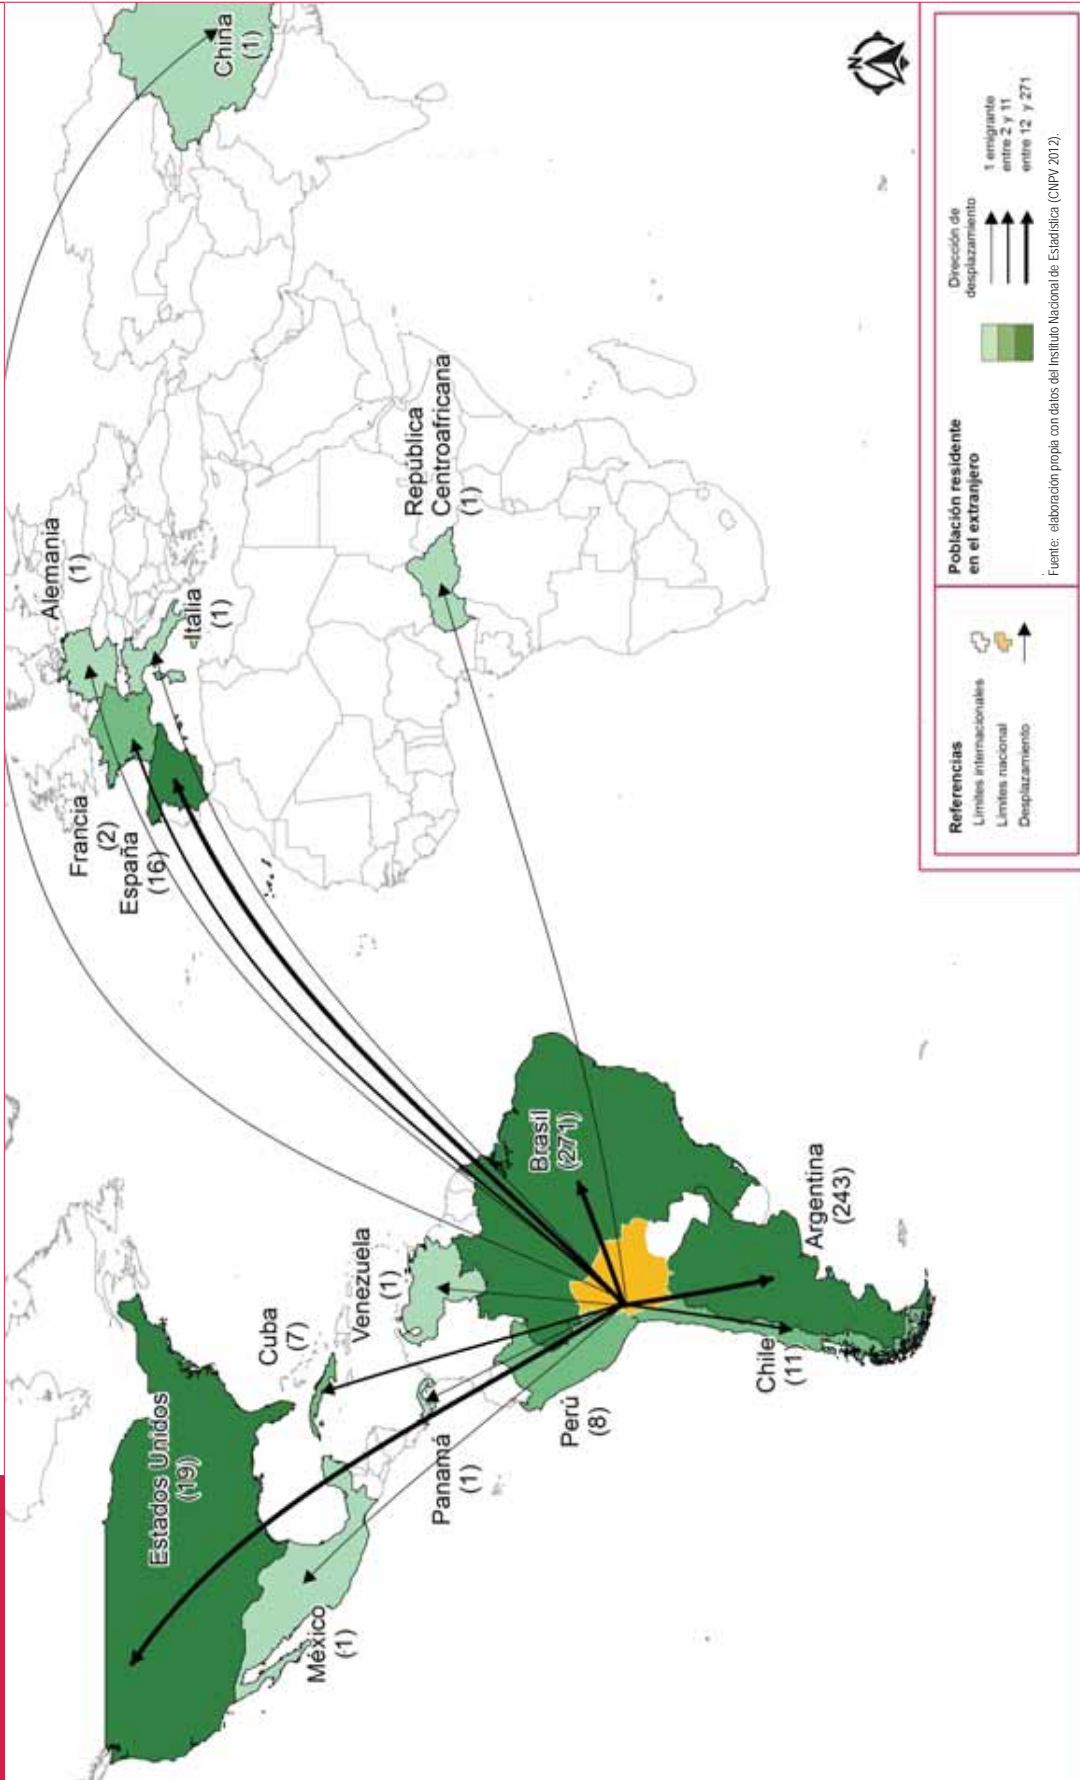 Estados Unidos
(19)
México
(1)
Cuba
(7)
Panamá
(1)
Venezuela
(1)
Perú
(8)
Brasil
(271)
Chile
(11)
Argentina
(243)
Francia
(2)
España
(16)
Alemania
(1)
Italia
(1)
República
Centroafricana
(1)
China
(1)
N
Referencias
Límites internacionales
Límites nacional
Desplazamiento
Población residente
en el extranjero
Dirección de
desplazamiento
1 emigrante
entre 2 y 11
entre 12 y 271
Fuente: elaboración propia con datos del Instituto Nacional de Estadística (CNPV 2012).